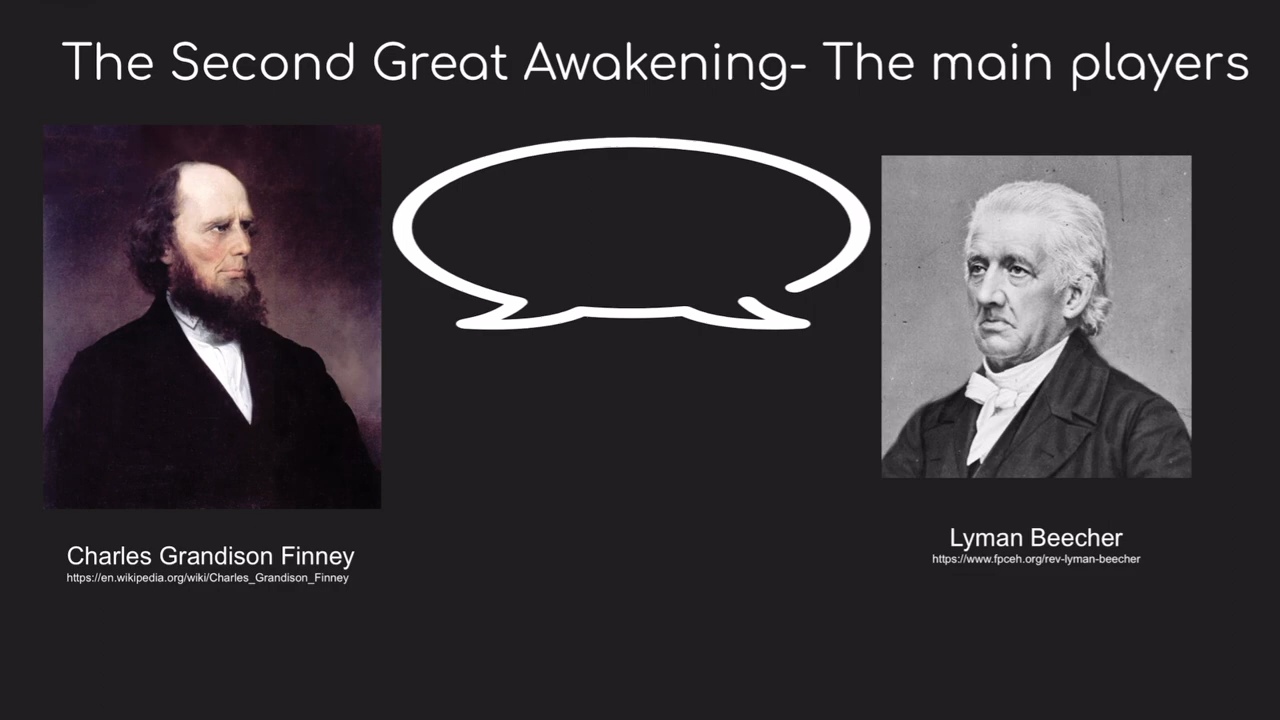 The Second Great Awakening- The main players
Charles Grandison Finney
https://en.wikipedia.org/wiki/Charles_Grandison_Finney
Lyman Beecher
https://www.fpceh.org/rev-lyman-beecher